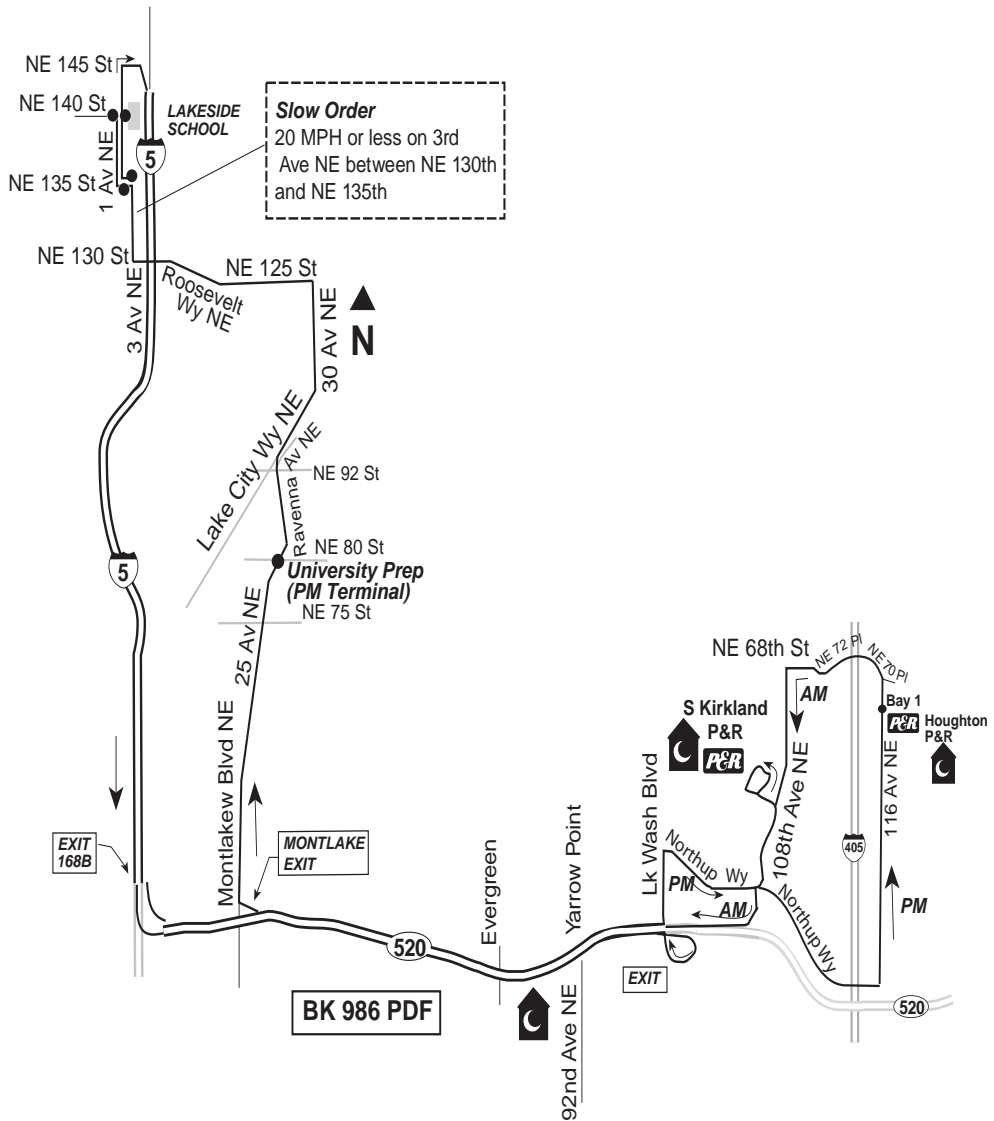 NE 145 St
NE 140 St
LAKESIDE
SCHOOL
1 Av NE
NE 135 St
5
Slow Order
20 MPH or less on 3rd
Ave NE between NE 130th
and NE 135th
NE 130 St
3 Av NE
Roosevelt
Wy NE
NE 125 St
30 Av NE
N
Lake City Wy NE
Ravenna Av NE
NE 92 St
NE 80 St
University Prep
(PM Terminal)
NE 75 St
5
25 Av NE
Montlakew Blvd NE
EXIT
168B
MONTLAKE
EXIT
520
Evergreen
Yarrow Point
92nd Ave NE
BK 986 PDF
NE 68th St
NE 72 Pl
NE 70 Pl
AM
S Kirkland
P&R
P&R
Bay 1
P&R
Houghton
P&R
Lk Wash Blvd
108th Ave NE
116 Av NE
405
Northup Wy
PM
AM
Northup Wy
PM
EXIT
520